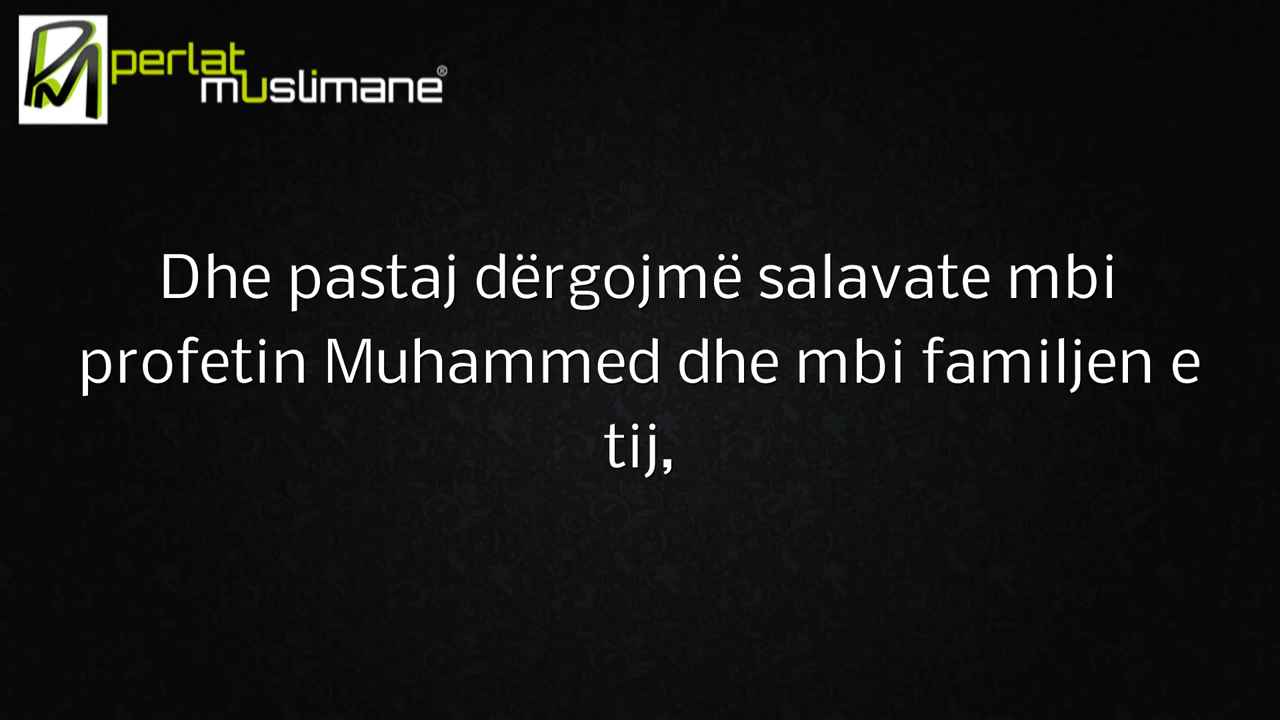 perlat
muslimane®
Dhe pastaj dërgojmë salavate mbi
profetin Muhammed dhe mbi familjen e
tij,